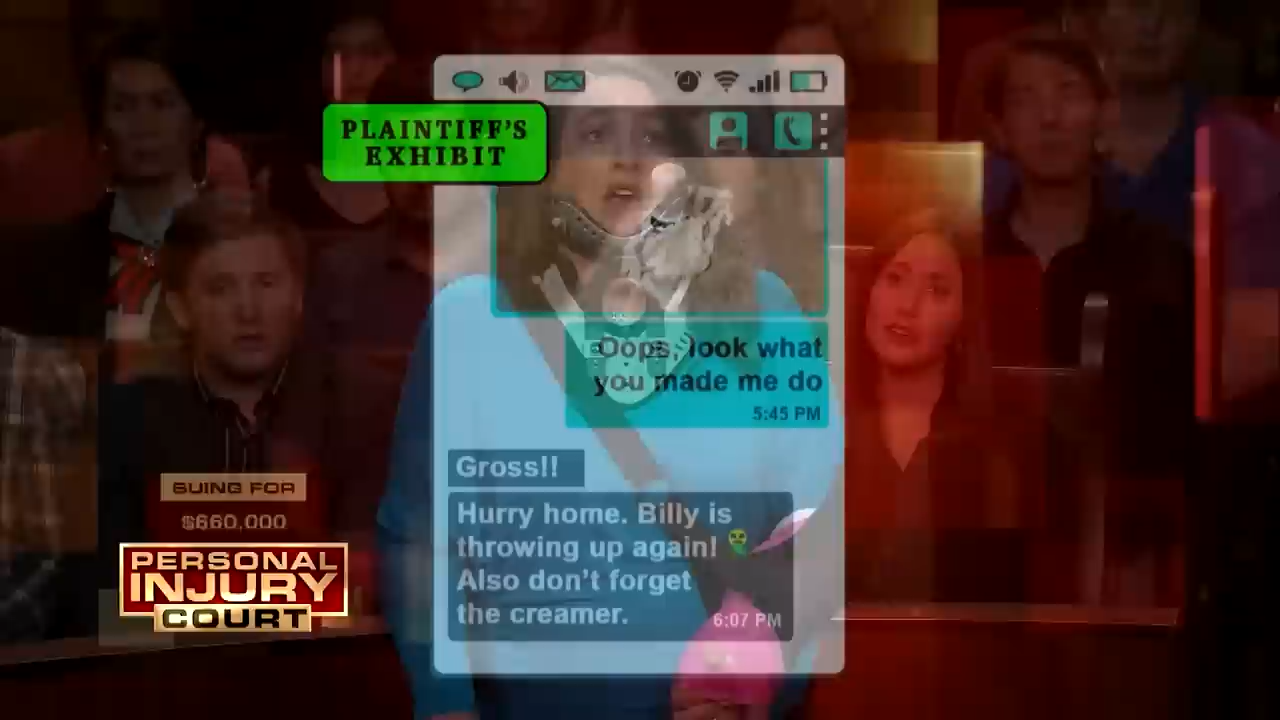 PLAINTIFF'S
EXHIBIT
Oops, look what
you made me do
5:45 PM
Gross!!
Hurry home. Billy is
throwing up again!
Also don't forget
the creamer.
6:07 PM
SUING FOR
$660,000
PERSONAL
INJURY
COURT